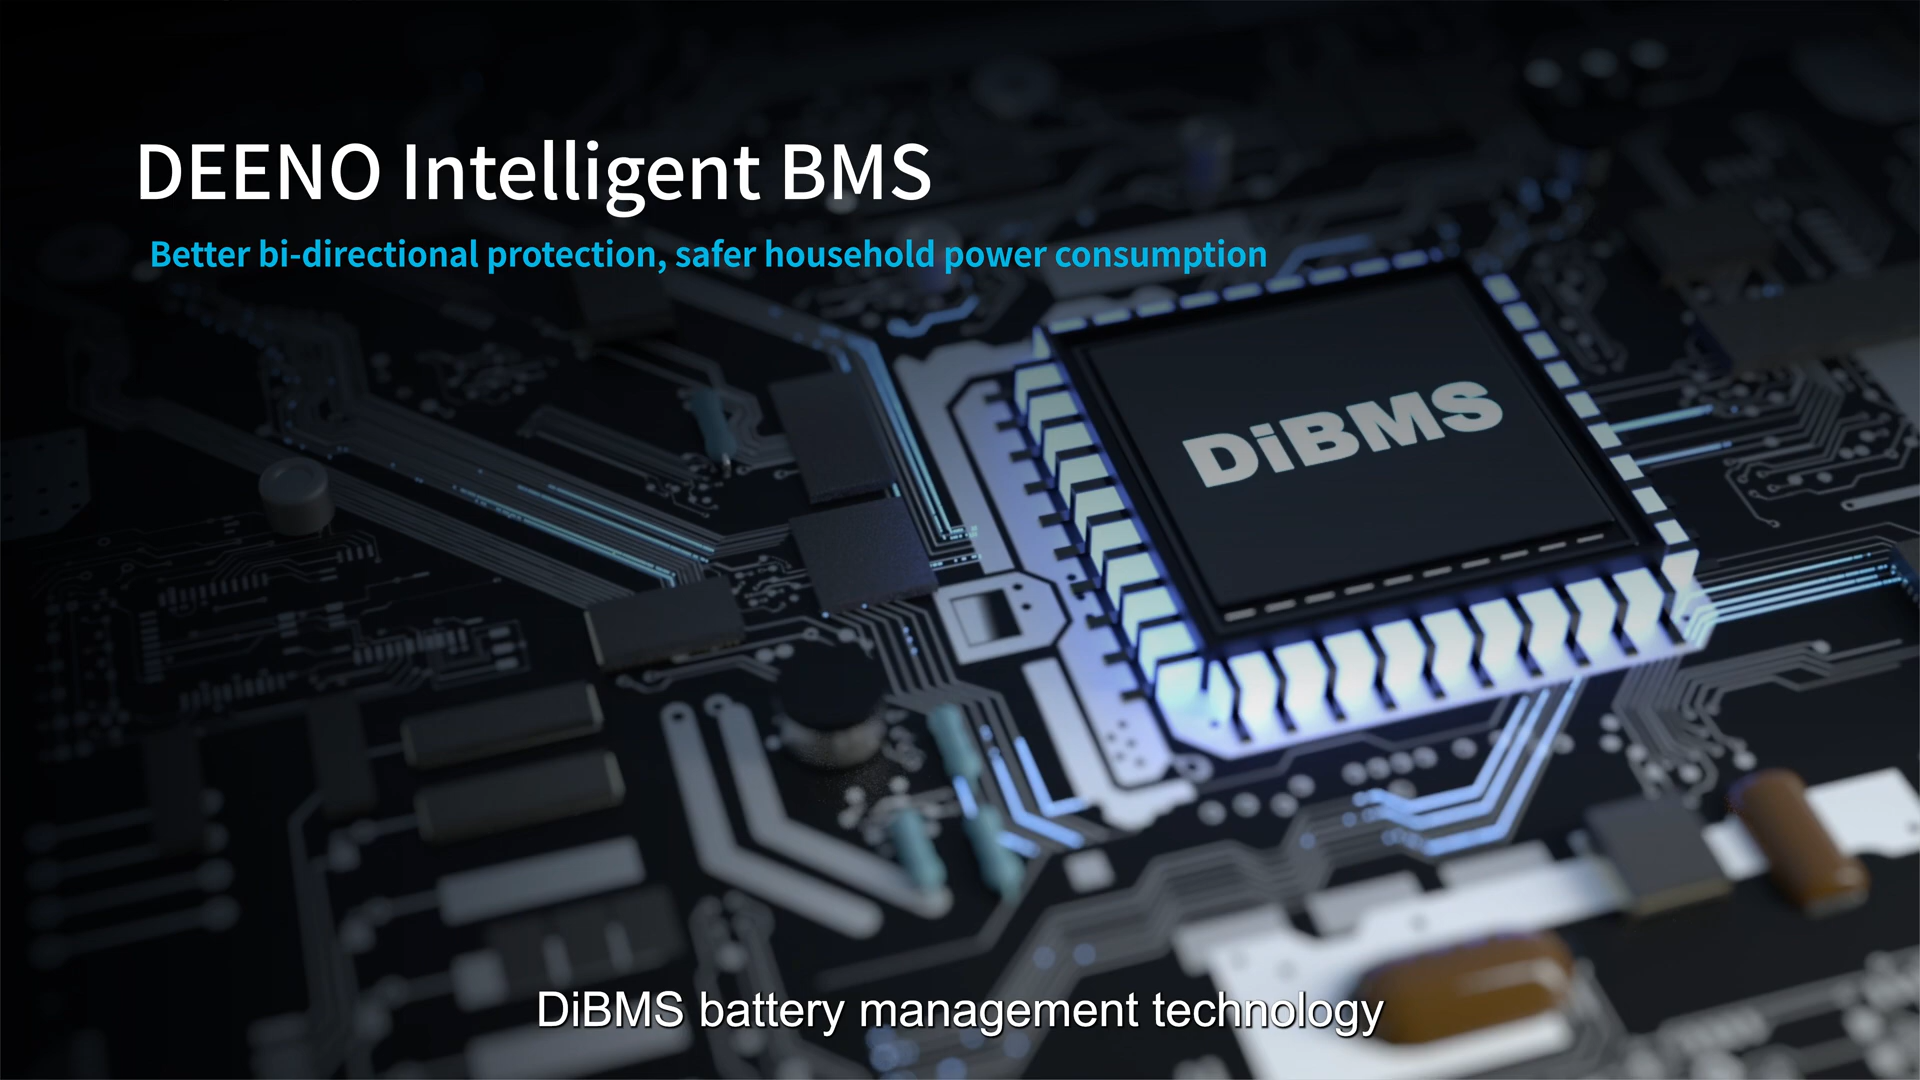 DEENO Intelligent BMS
Better bi-directional protection, safer household power consumption
DiBMS
DiBMS battery management technology